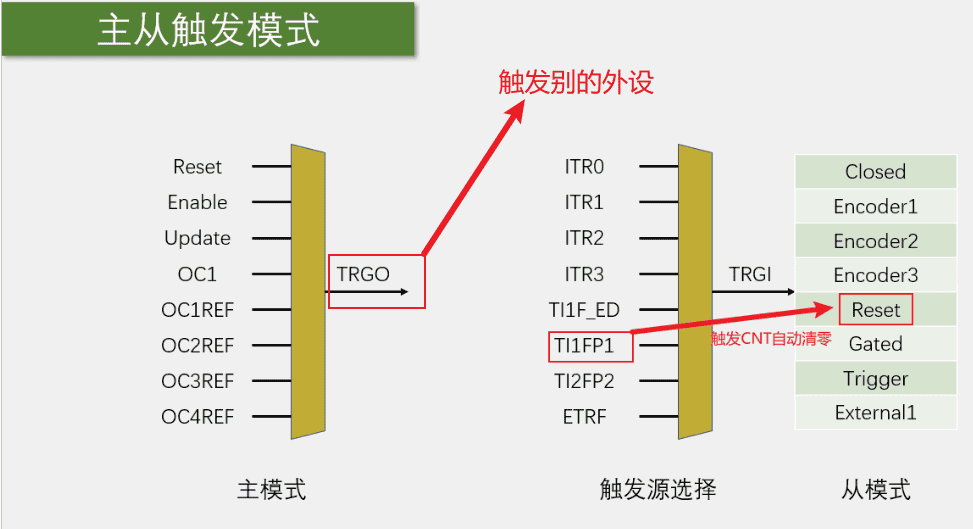 主从触发模式
触发别的外设
Reset
Enable
Update
OC1
OC1REF
OC2REF
OC3REF
OC4REF
TRGO
主模式
ITR0
ITR1
ITR2
ITR3
TI1F_ED
TI1FP1
TI2FP2
ETRF
触发源选择
TRGI
触发CNT自动清零
Closed
Encoder1
Encoder2
Encoder3
Reset
Gated
Trigger
External1
从模式